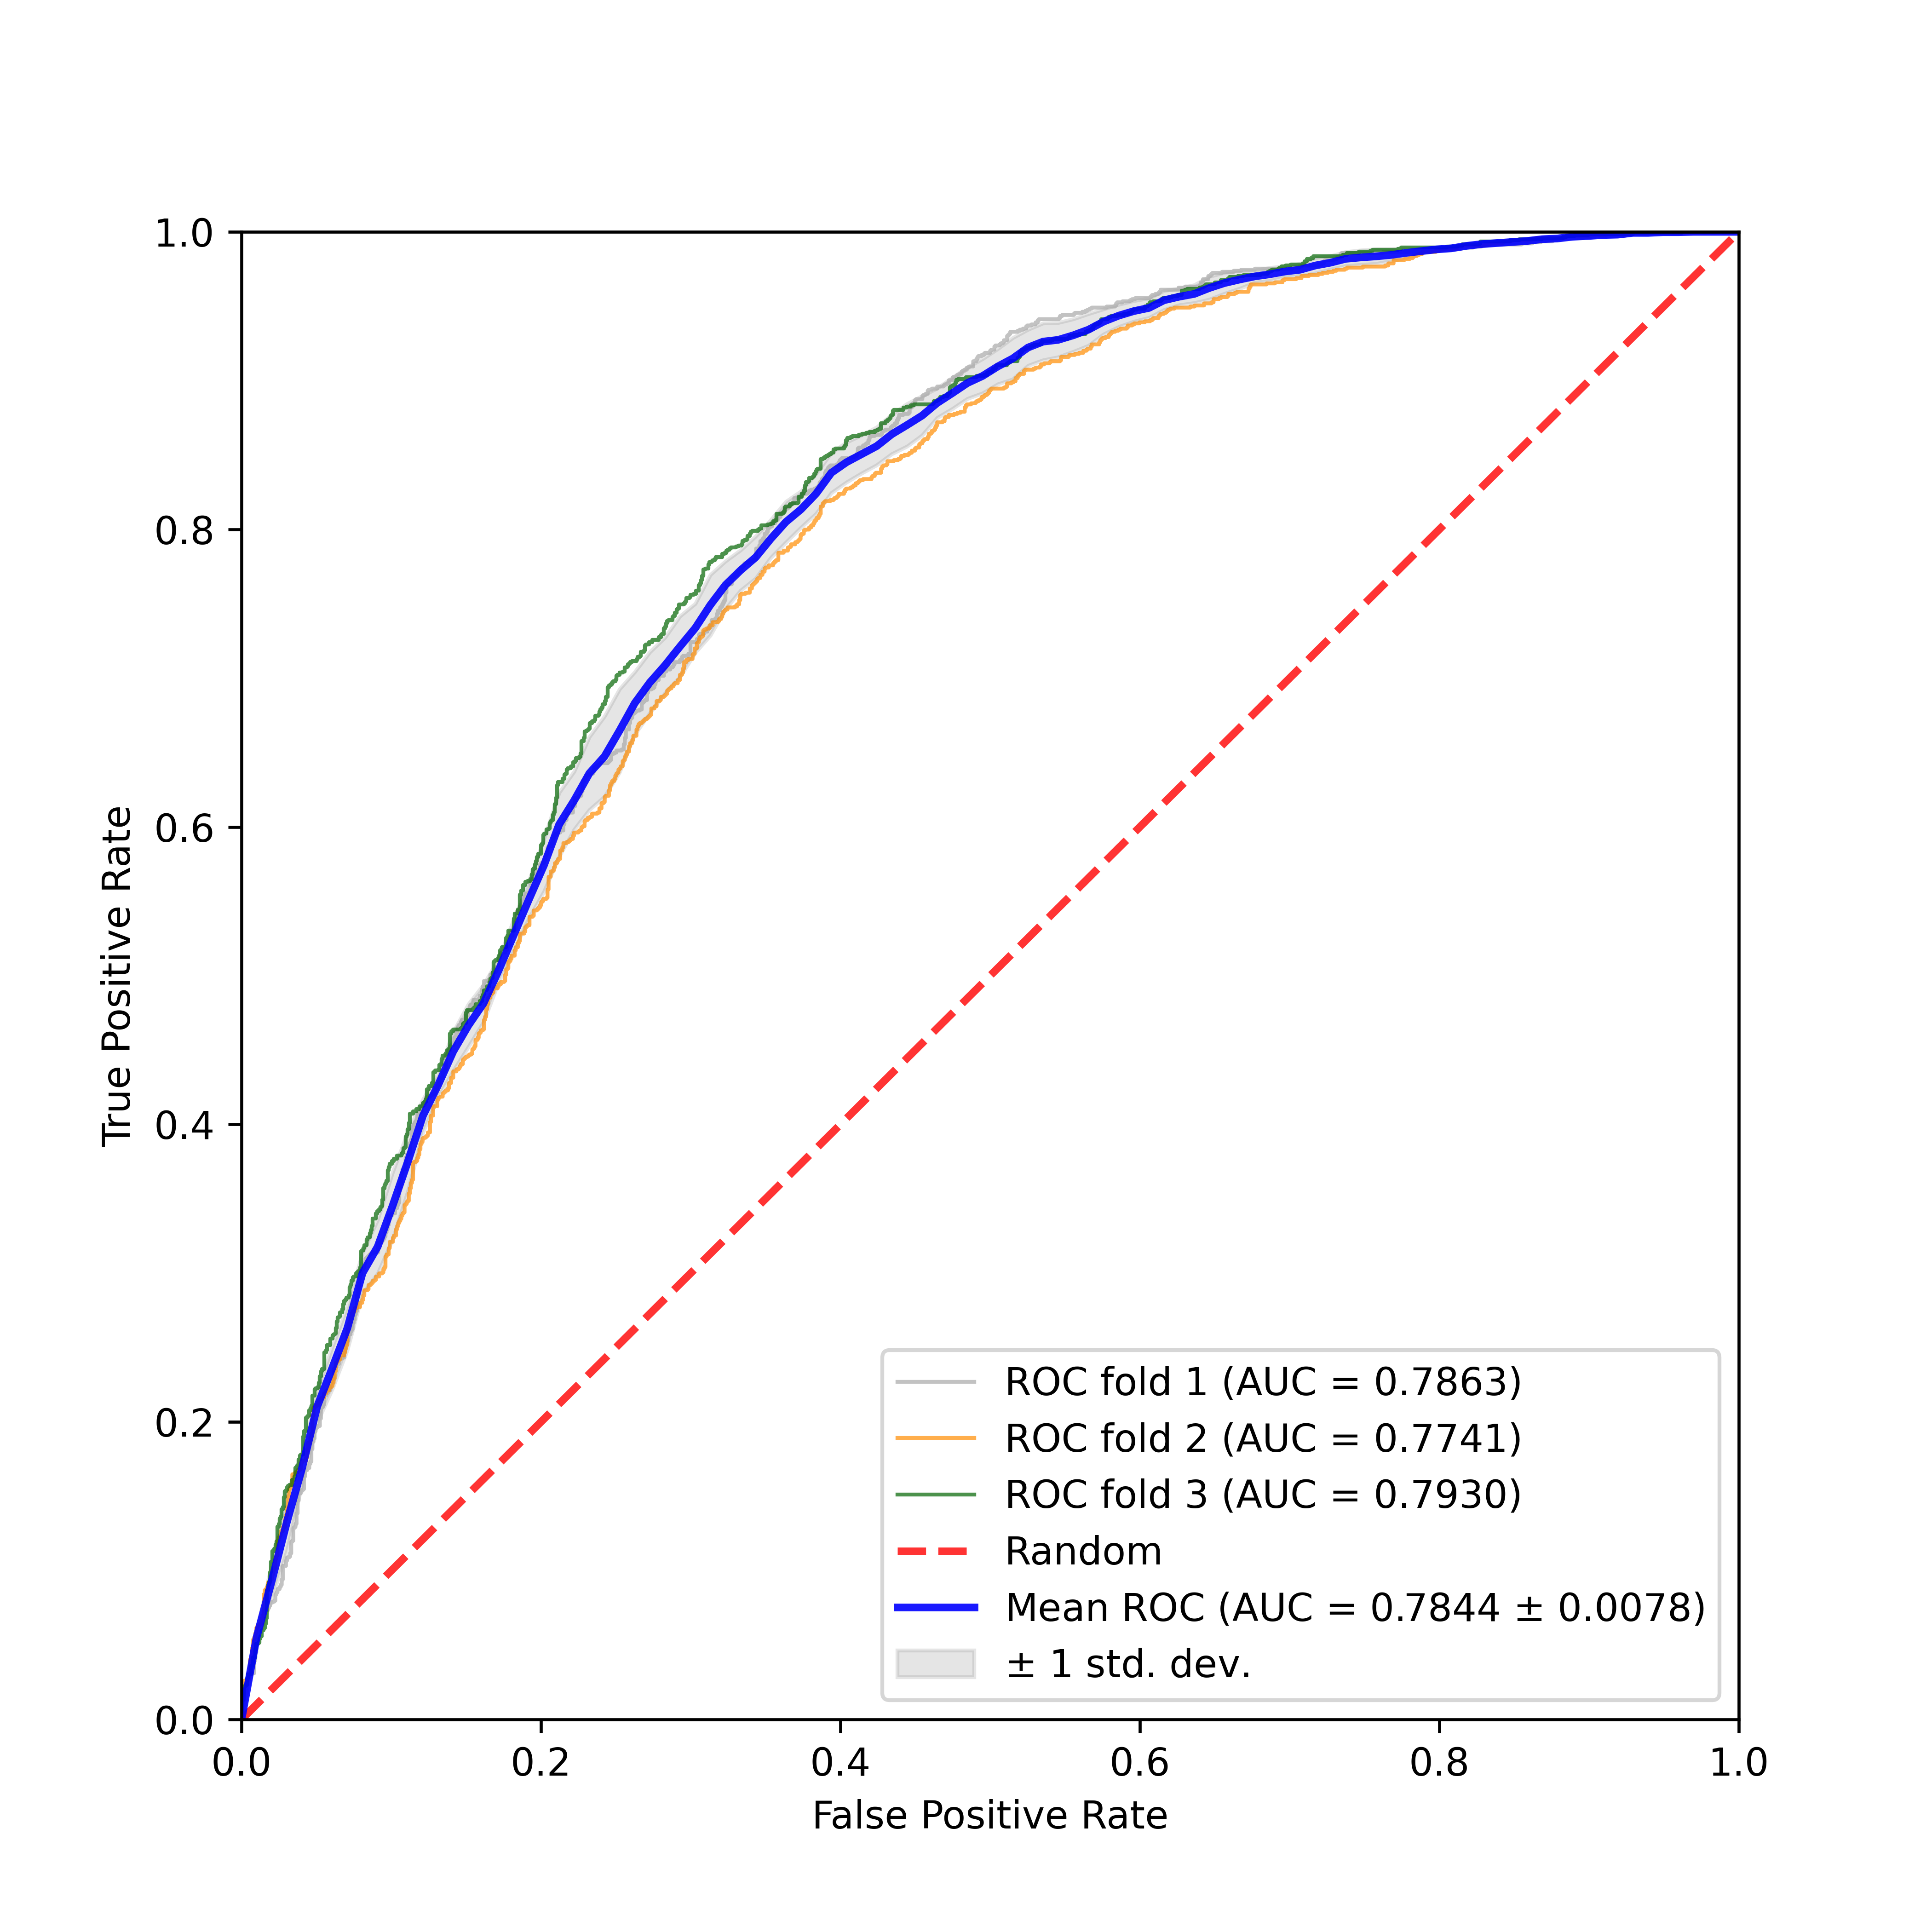 1.0
0.8
0.6
0.4
0.2
0.0
True Positive Rate
0.0 0.2 0.4 0.6 0.8 1.0
False Positive Rate
ROC fold 1 (AUC = 0.7863)
ROC fold 2 (AUC = 0.7741)
ROC fold 3 (AUC = 0.7930)
Random
Mean ROC (AUC = 0.7844 ± 0.0078)
± 1 std. dev.